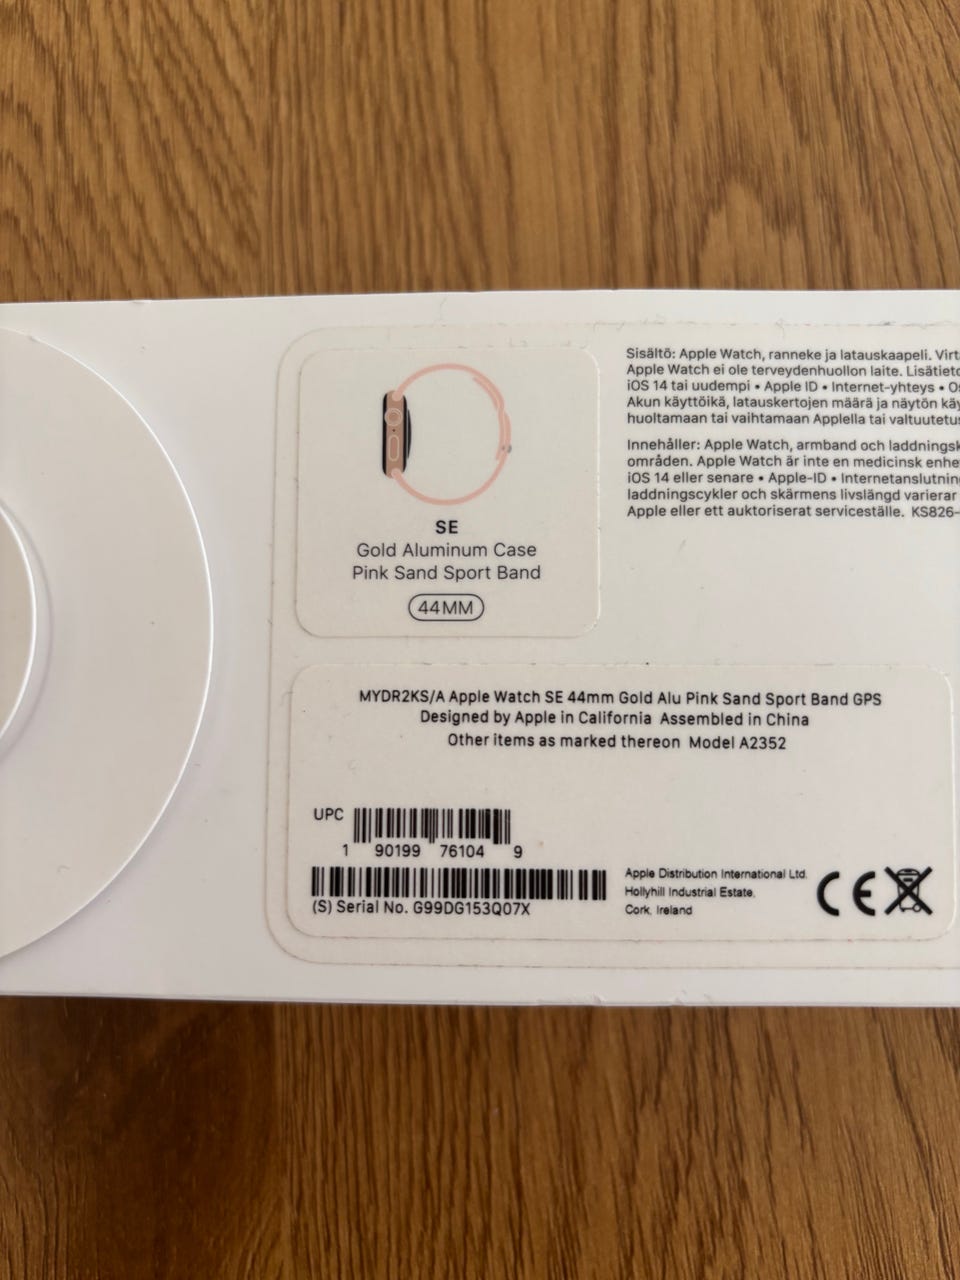 SE
Gold Aluminum Case
Pink Sand Sport Band
44MM
Sisältö: Apple Watch, ranneke ja latauskaapeli.
Apple Watch ei ole terveydenhuollon laite.
iOS 14 tai uudempi • Apple ID • Internet-yhteys •
Akun käyttöikä, latauskertojen määrä ja näytön
huoltamaan tai vaihtamaan Applella tai
Innehåller: Apple Watch, armband och
områden. Apple Watch är inte en medicinsk
iOS 14 eller senare • Apple-ID •
laddningscykler och skärmens livslängd varierar
Apple eller ett auktoriserat serviceställe. KS826-
MYDR2KS/A Apple Watch SE 44mm Gold Alu Pink Sand Sport Band GPS
Designed by Apple in California Assembled in China
Other items as marked thereon Model A2352
UPC
1 90199 76104 9
(S) Serial No. G99DG153Q07X
Apple Distribution International Ltd.
Hollyhill Industrial Estate,
Cork, Ireland
CE